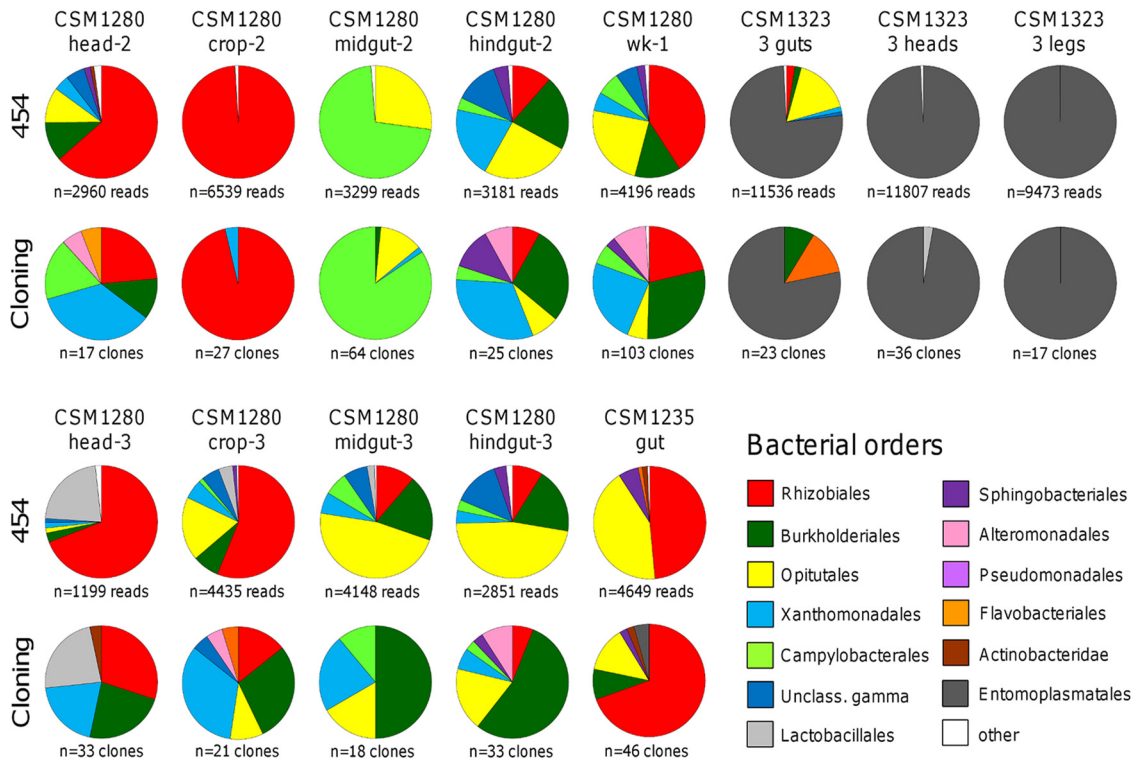 CSM1280 CSM1280 CSM1280 CSM1280 CSM1280 CSM1323 CSM1323 CSM1323
head-2 crop-2 midgut-2 hindgut-2 wk-1 3 guts 3 heads 3 legs
454
n=2960 reads n=6539 reads n=3299 reads n=3181 reads n=4196 reads n=11536 reads n=11807 reads n=9473 reads
Cloning
n=17 clones n=27 clones n=64 clones n=25 clones n=103 clones n=23 clones n=36 clones n=17 clones
CSM1280 CSM1280 CSM1280 CSM1280 CSM1235
head-3 crop-3 midgut-3 hindgut-3 gut
454
n=1199 reads n=4435 reads n=4148 reads n=2851 reads n=4649 reads
Cloning
n=33 clones n=21 clones n=18 clones n=33 clones n=46 clones
Bacterial orders
Rhizobiales
Burkholderiales
Opitutales
Xanthomonadales
Campylobacterales
Unclass. gamma
Lactobacillales
Sphingobacteriales
Alteromonadales
Pseudomonadales
Flavobacteriales
Actinobacteridae
Entomoplasmatales
other